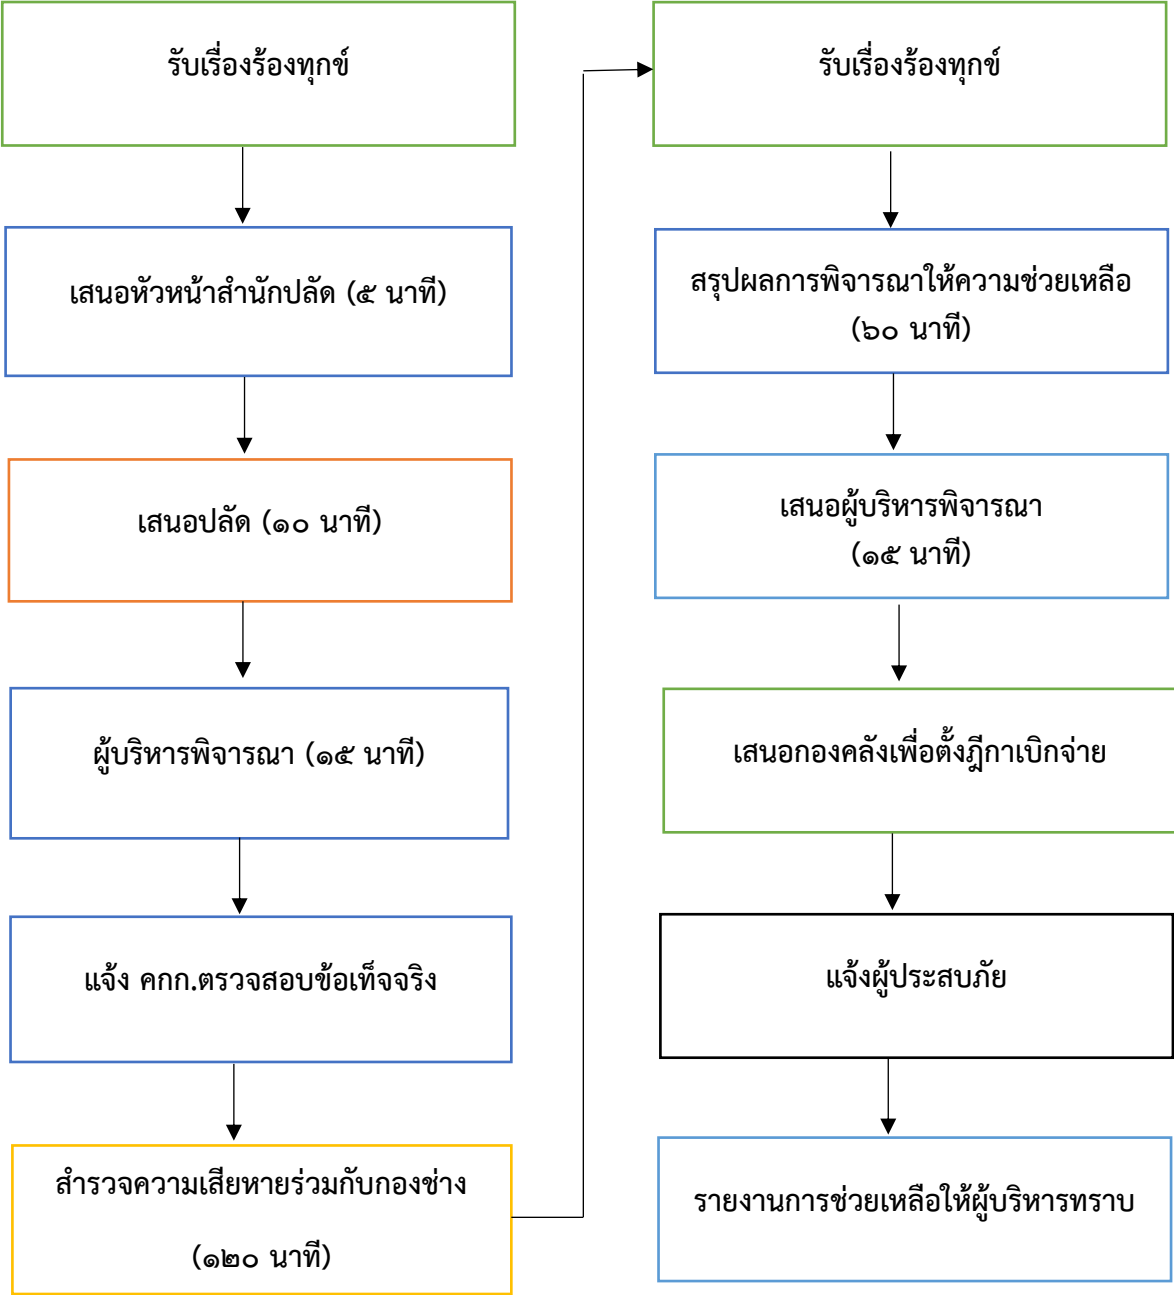 รับเรื่องร้องทุกข์
เสนอหัวหน้าสำนักปลัด (๕ นาที)
เสนอปลัด (๑๐ นาที)
ผู้บริหารพิจารณา (๑๕ นาที)
แจ้ง คกก.ตรวจสอบข้อเท็จจริง
สำรวจความเสียหายร่วมกับกองช่าง
(๑๒๐ นาที)
รับเรื่องร้องทุกข์
สรุปผลการพิจารณาให้ความช่วยเหลือ
(๖๐ นาที)
เสนอผู้บริหารพิจารณา
(๑๕ นาที)
เสนอกองคลังเพื่อตั้งฎีกาเบิกจ่าย
แจ้งผู้ประสบภัย
รายงานการช่วยเหลือให้ผู้บริหารทราบ